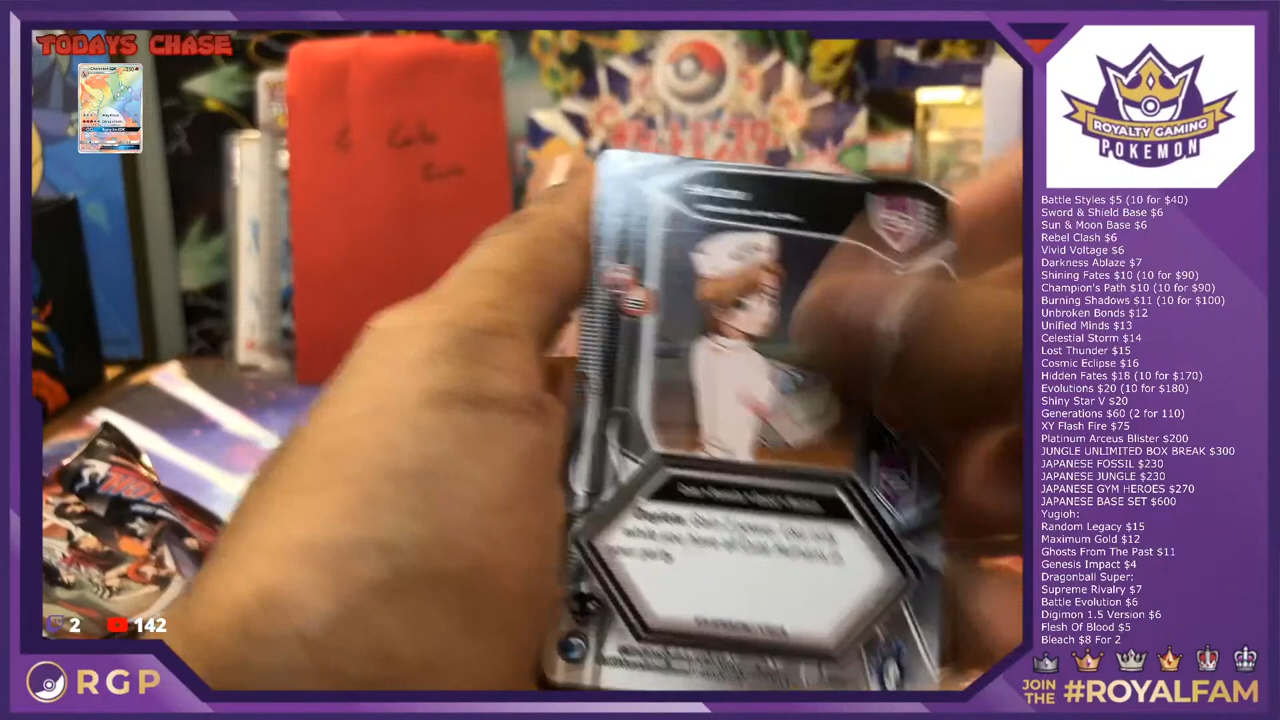 TODAYS CHASE
ROYALTY GAMING
POKEMON
Battle Styles $5 (10 for $40)
Sword & Shield Base $6
Sun & Moon Base $6
Rebel Clash $6
Vivid Voltage $6
Darkness Ablaze $7
Shining Fates $10 (10 for $90)
Champion's Path $10 (10 for $90)
Burning Shadows $11 (10 for $100)
Unbroken Bonds $12
Unified Minds $13
Celestial Storm $14
Lost Thunder $15
Cosmic Eclipse $16
Hidden Fates $18 (10 for $170)
Evolutions $20 (10 for $180)
Shiny Star V $20
Generations $60 (2 for 110)
XY Flash Fire $75
Platinum Arceus Blister $200
JUNGLE UNLIMITED BOX BREAK $300
JAPANESE FOSSIL $230
JAPANESE JUNGLE $230
JAPANESE GYM HEROES $270
JAPANESE BASE SET $600
Yugioh:
Random Legacy $15
Maximum Gold $12
Ghosts From The Past $11
Genesis Impact $4
Dragonball Super:
Supreme Rivalry $7
Battle Evolution $6
Digimon 1.5 Version $6
Flesh Of Blood $5
Bleach $8 For 2
2 142
RGP
JOIN THE #ROYALFAM